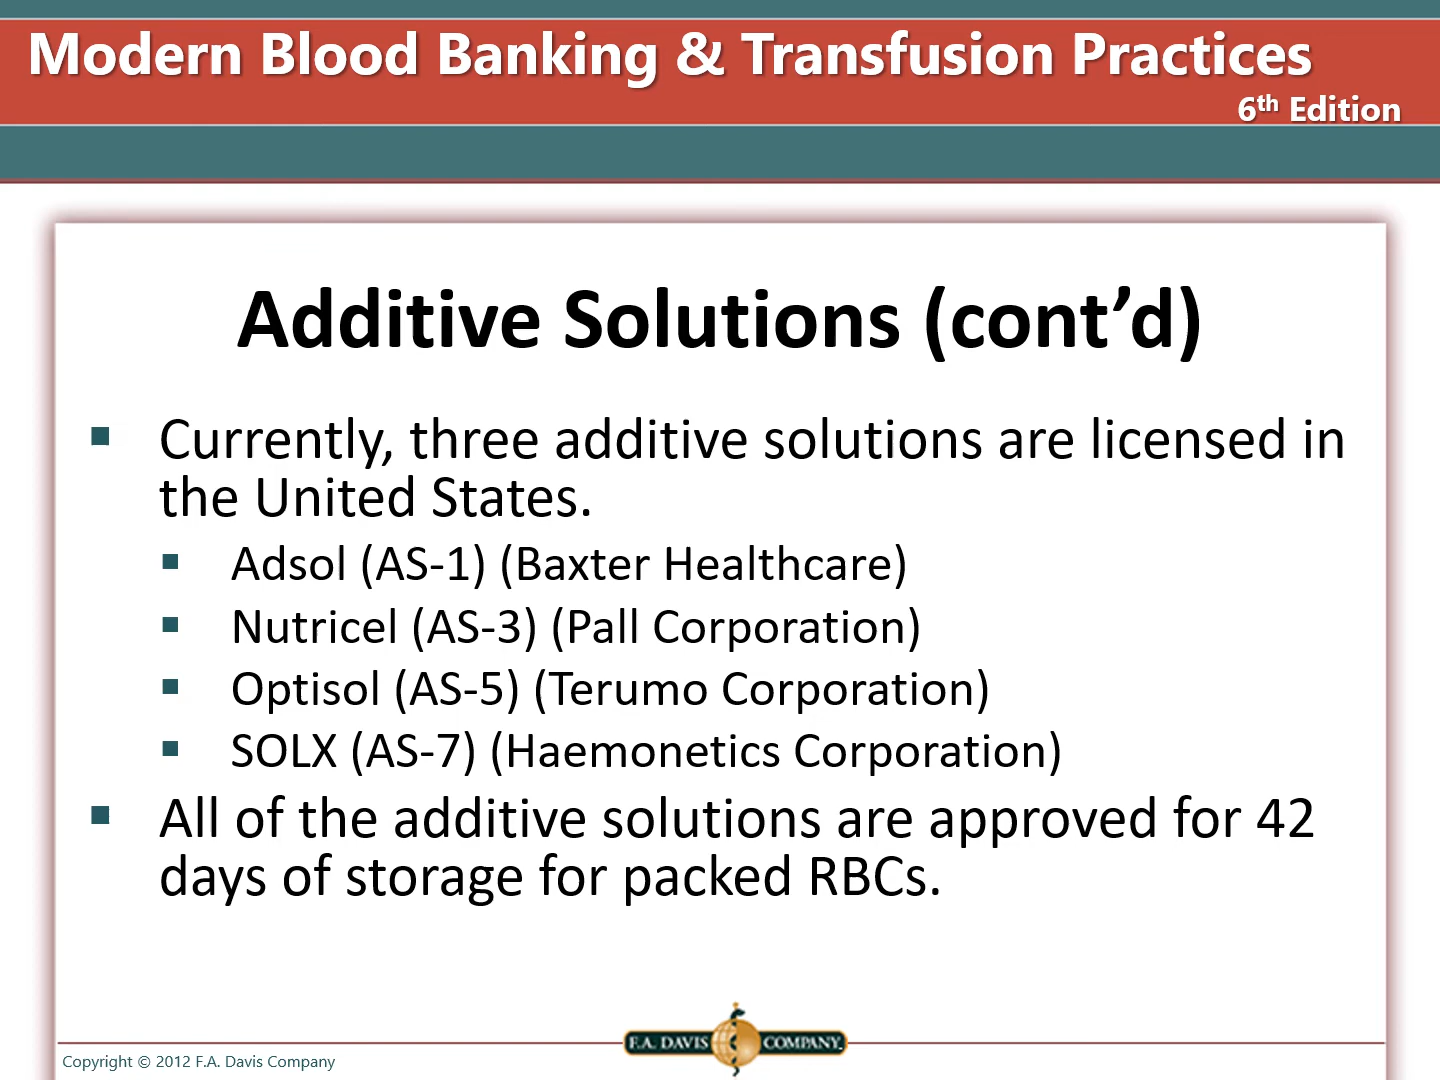 Modern Blood Banking & Transfusion Practices
6th Edition
Additive Solutions (cont’d)
▪ Currently, three additive solutions are licensed in
the United States.
▪ Adsol (AS-1) (Baxter Healthcare)
▪ Nutricel (AS-3) (Pall Corporation)
▪ Optisol (AS-5) (Terumo Corporation)
▪ SOLX (AS-7) (Haemonetics Corporation)
▪ All of the additive solutions are approved for 42
days of storage for packed RBCs.
F.A. DAVIS COMPANY.
Copyright © 2012 F.A. Davis Company